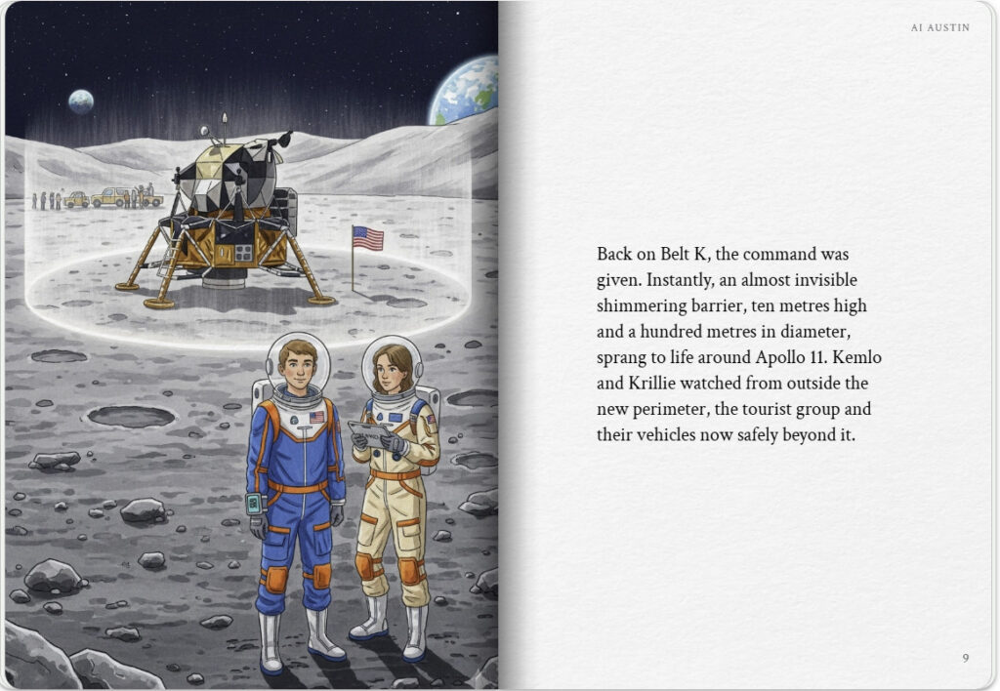 AI AUSTIN
Back on Belt K, the command was
given. Instantly, an almost invisible
shimmering barrier, ten metres high
and a hundred metres in diameter,
sprang to life around Apollo 11. Kemlo
and Krillie watched from outside the
new perimeter, the tourist group and
their vehicles now safely beyond it.
9